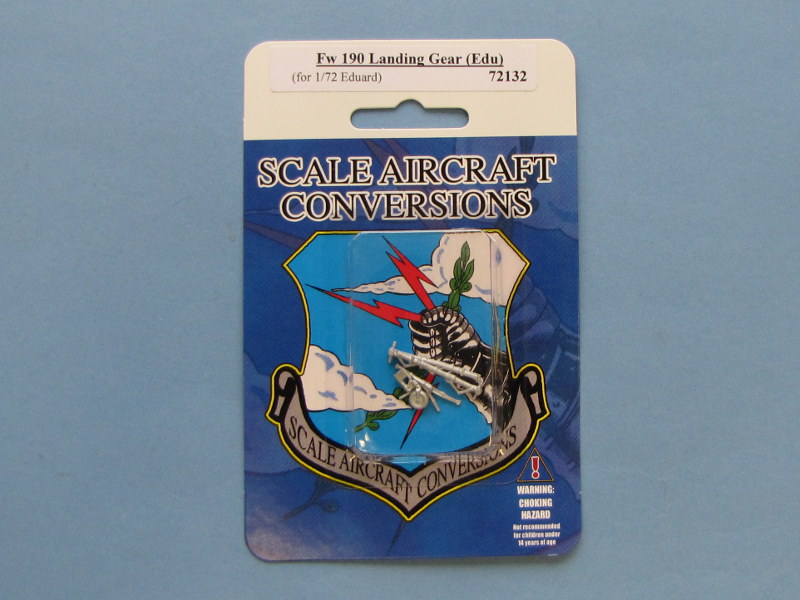 Fw 190 Landing Gear (Edu)
(for 1/72 Eduard) 72132
SCALE AIRCRAFT
CONVERSIONS
SCALE AIRCRAFT CONVERSIONS
WARNING:
CHOKING
HAZARD
Not recommended
for children under
14 years of age